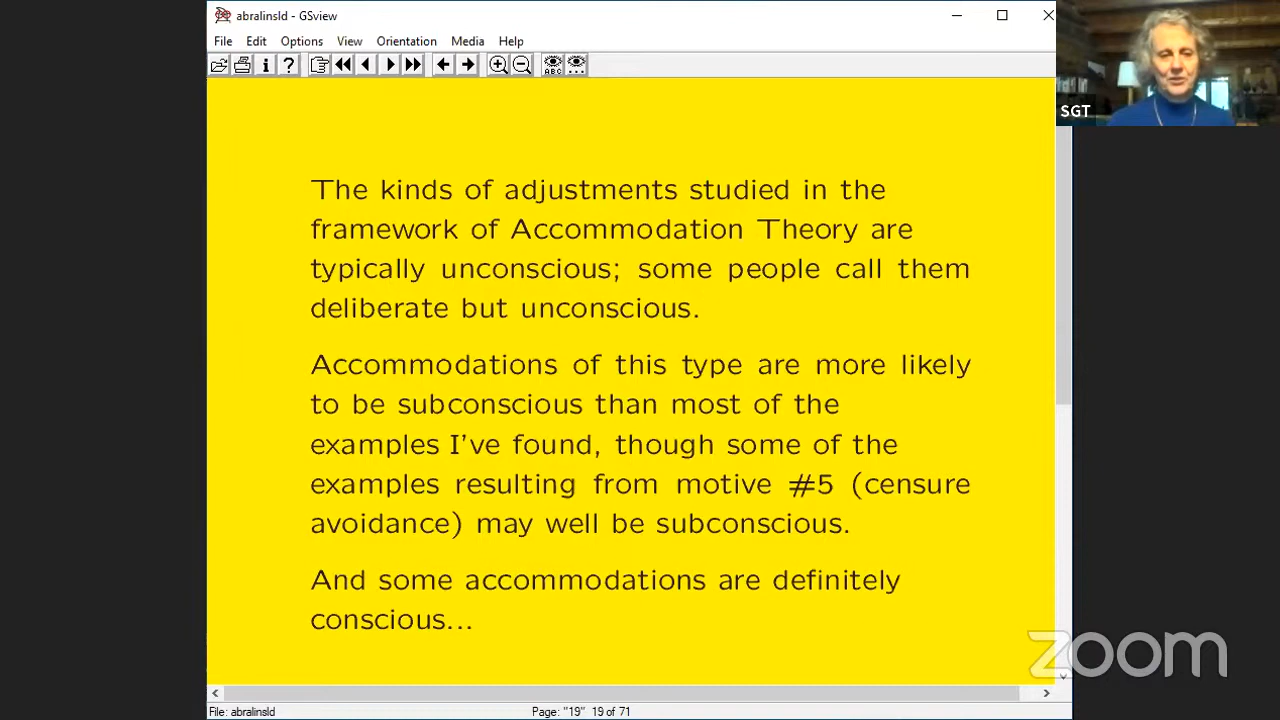 abralinsld - GSview
File Edit Options View Orientation Media Help
SGT
The kinds of adjustments studied in the
framework of Accommodation Theory are
typically unconscious; some people call them
deliberate but unconscious.
Accommodations of this type are more likely
to be subconscious than most of the
examples I've found, though some of the
examples resulting from motive #5 (censure
avoidance) may well be subconscious.
And some accommodations are definitely
conscious...
zoom
File: abralinsld Page: "19" 19 of 71